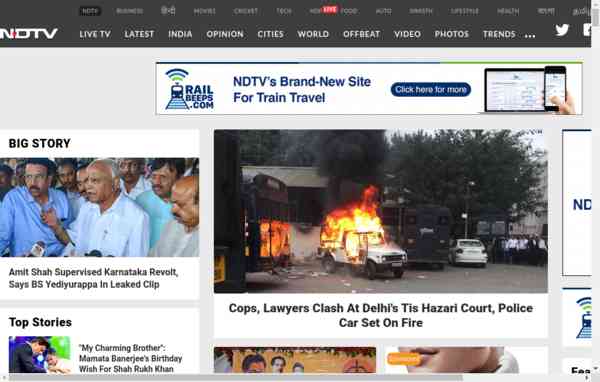 NDTV BUSINESS हिन्दी MOVIES CRICKET TECH LIVE FOOD AUTO SWASTH LIFESTYLE HEALTH বাংলা
NDTV LIVE TV LATEST INDIA OPINION CITIES WORLD OFFBEAT VIDEO PHOTOS TRENDS ...
RAIL
BEEPS
.COM
NDTV's Brand-New Site
For Train Travel
Click here for more
BIG STORY
NDTV
Amit Shah Supervised Karnataka Revolt,
Says BS Yediyurappa In Leaked Clip
Cops, Lawyers Clash At Delhi's Tis Hazari Court, Police
Car Set On Fire
Top Stories
"My Charming Brother":
Mamata Banerjee's Birthday
Wish For Shah Rukh Khan
Sponsored
ND